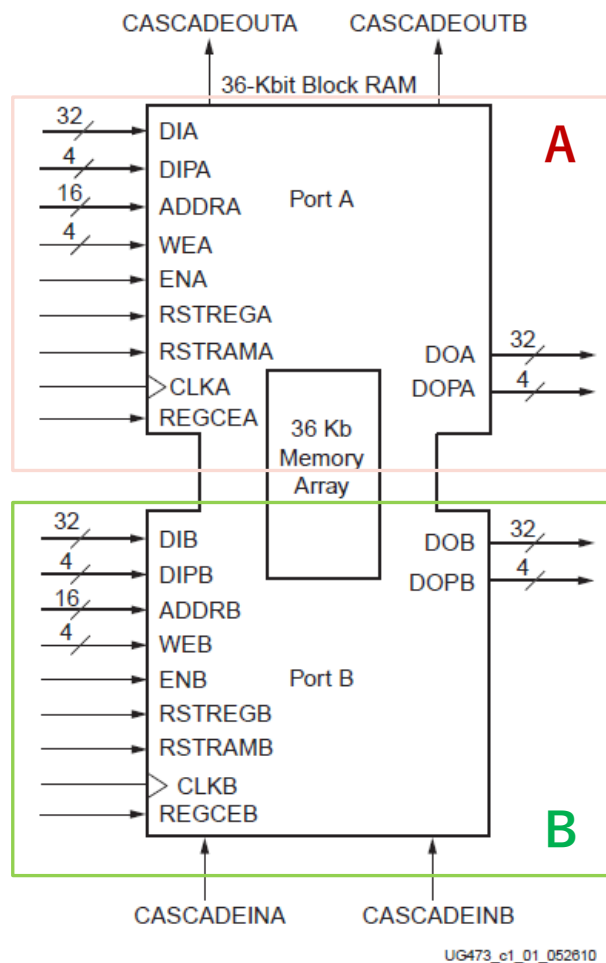 CASCADEOUTA CASCADEOUTB
36-Kbit Block RAM
A
32 DIA
4 DIPA
16 ADDRA Port A
4 WEA
ENA
RSTREGA
RSTRAMA DOA 32
CLKA DOPA 4
REGCEA
36 Kb
Memory
Array
32 DIB DOB 32
4 DIPB DOPB 4
16 ADDRB
4 WEB
ENB Port B
RSTREGB
RSTRAMB
CLKB
REGCEB
B
CASCADEINA CASCADEINB
UG473_c1_01_052610